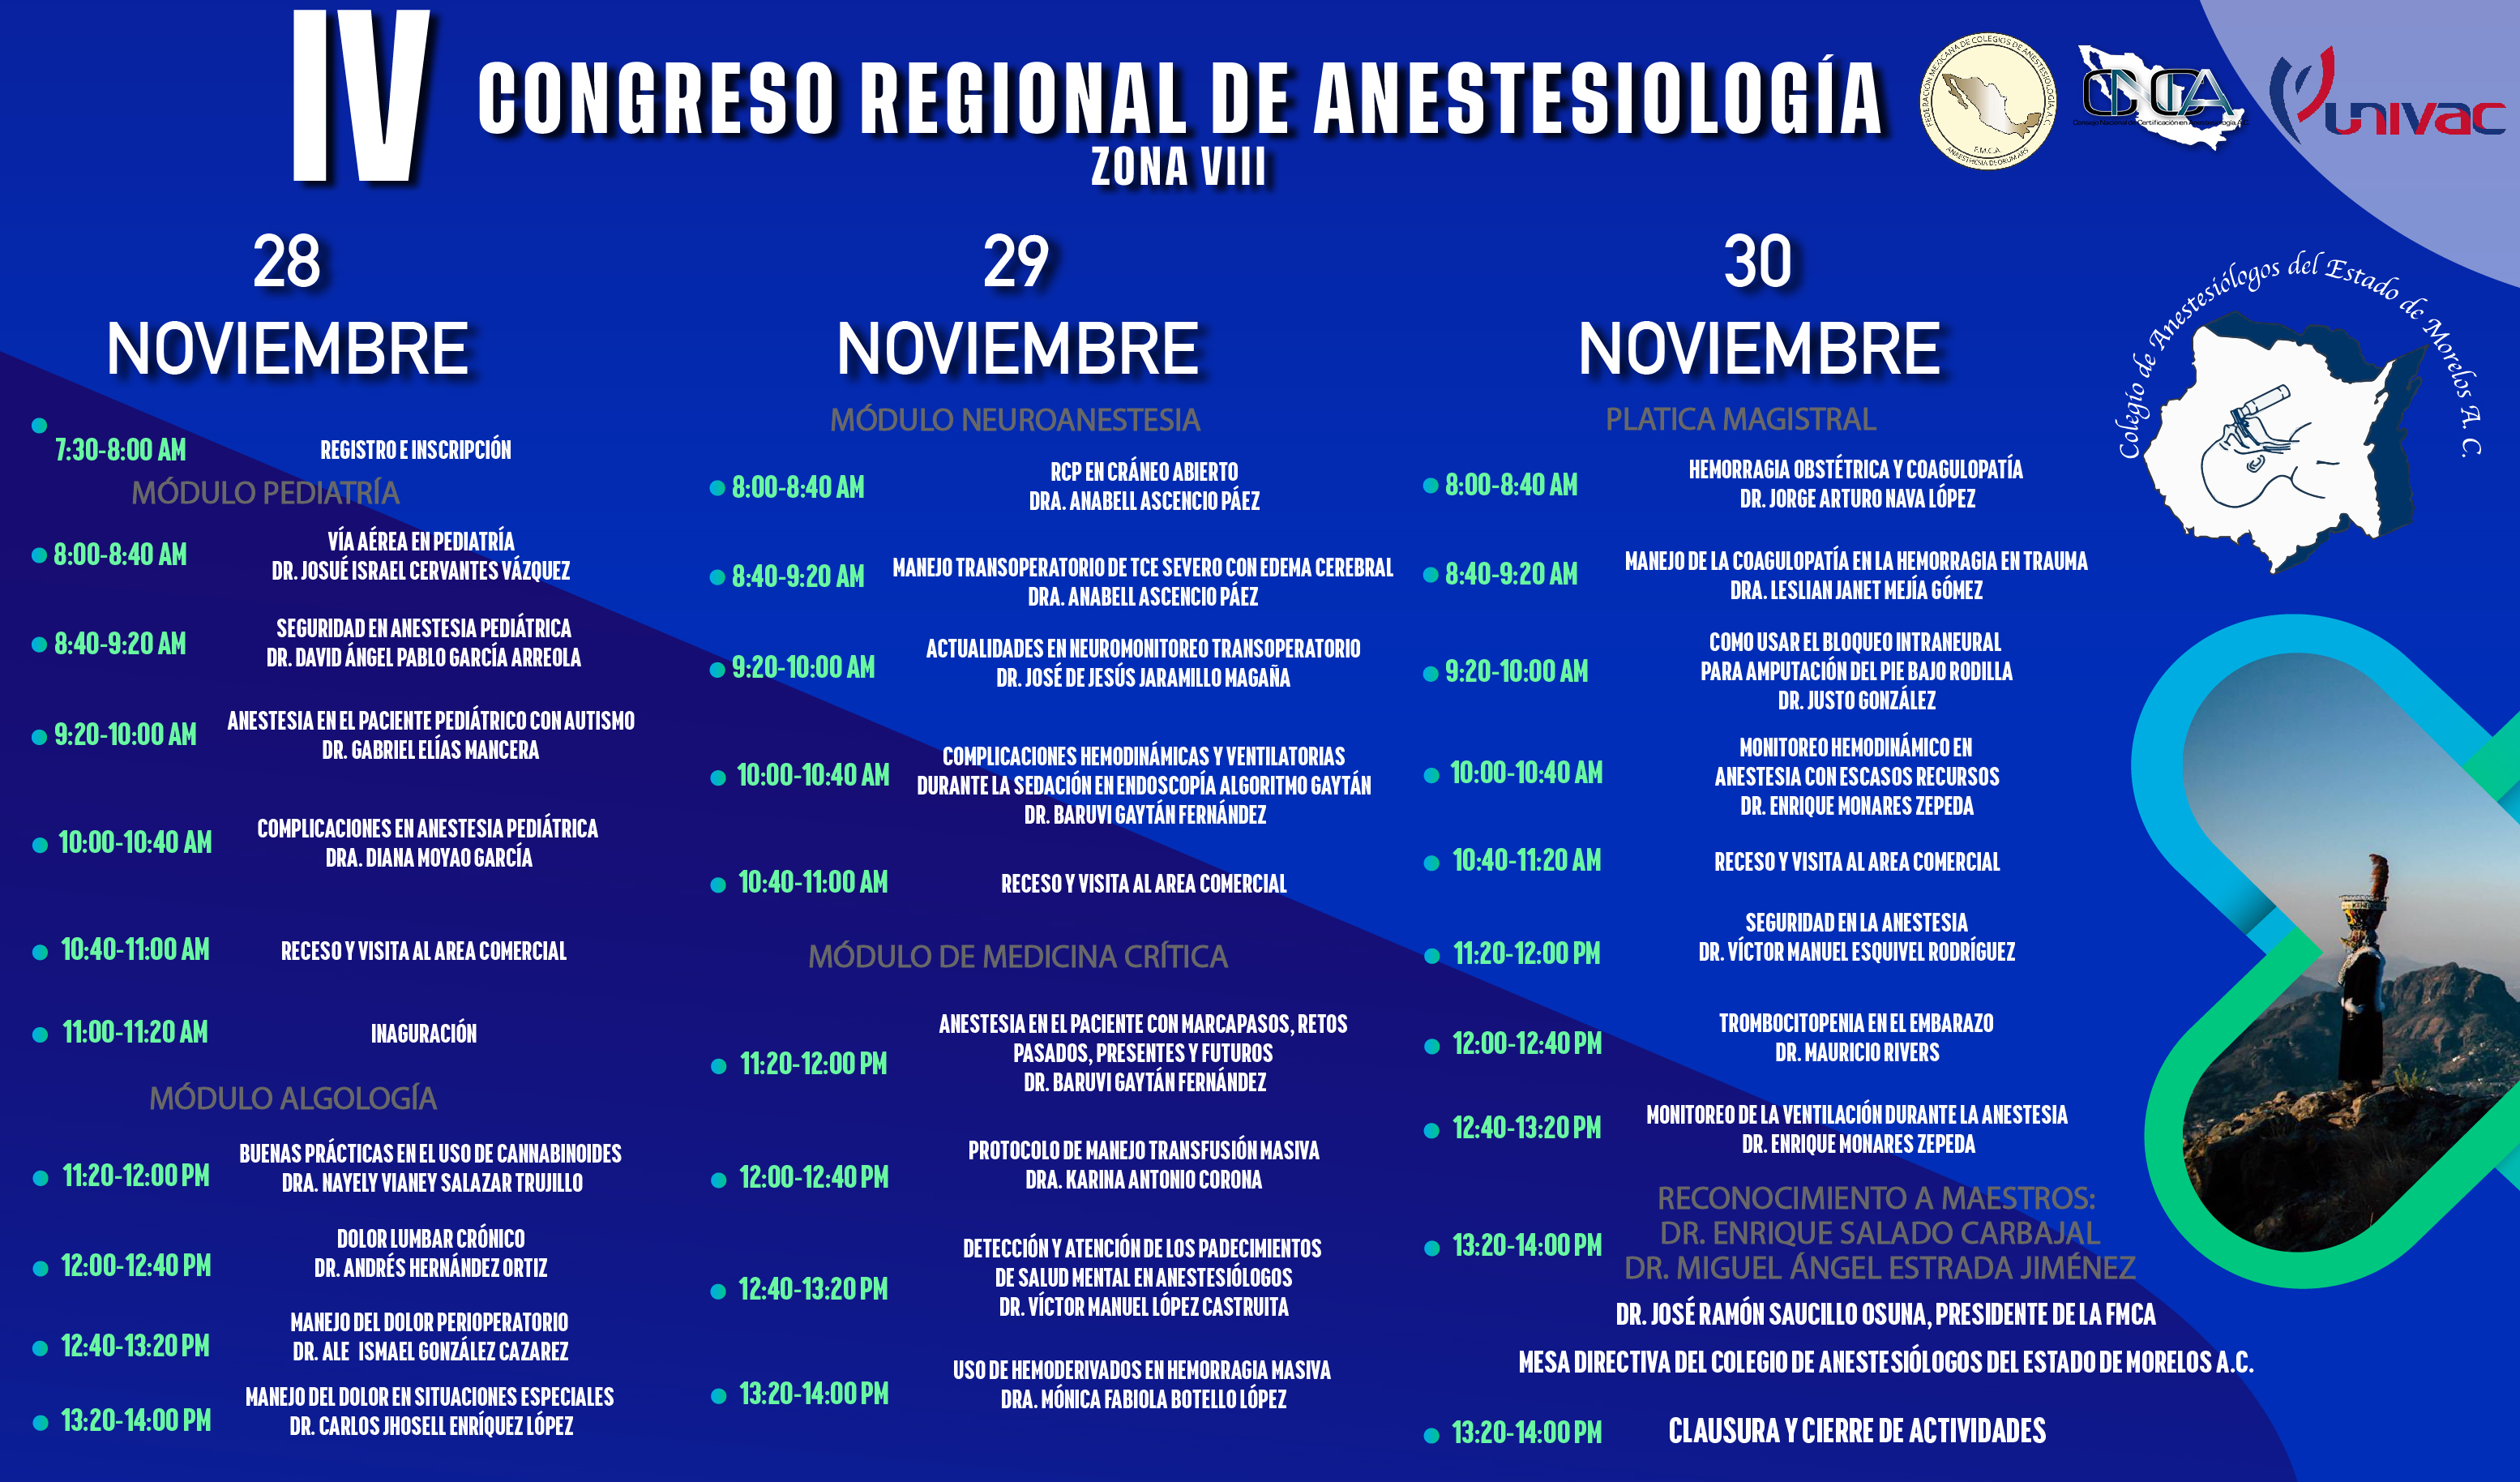 IV
CONGRESO REGIONAL DE ANESTESIOLOGÍA
ZONA VIII
FEDERACIÓN MEXICANA DE COLEGIOS DE ANESTESIOLOGÍA A.C.
F.M.C.A.
CNCA
Consejo Nacional de Certificación en Anestesiología A.C.
UNIVAC
Colegio de Anestesiólogos del Estado de Morelos A. C.
28
NOVIEMBRE
7:30-8:00 AM REGISTRO E INSCRIPCIÓN
MÓDULO PEDIATRÍA
8:00-8:40 AM
VÍA AÉREA EN PEDIATRÍA
DR. JOSUÉ ISRAEL CERVANTES VÁZQUEZ
8:40-9:20 AM
SEGURIDAD EN ANESTESIA PEDIÁTRICA
DR. DAVID ÁNGEL PABLO GARCÍA ARREOLA
9:20-10:00 AM
ANESTESIA EN EL PACIENTE PEDIÁTRICO CON AUTISMO
DR. GABRIEL ELÍAS MANCERA
10:00-10:40 AM
COMPLICACIONES EN ANESTESIA PEDIÁTRICA
DRA. DIANA MOYAO GARCÍA
10:40-11:00 AM RECESO Y VISITA AL AREA COMERCIAL
11:00-11:20 AM INAGURACIÓN
MÓDULO ALGOLOGÍA
11:20-12:00 PM
BUENAS PRÁCTICAS EN EL USO DE CANNABINOIDES
DRA. NAYELY VIANEY SALAZAR TRUJILLO
12:00-12:40 PM
DOLOR LUMBAR CRÓNICO
DR. ANDRÉS HERNÁNDEZ ORTIZ
12:40-13:20 PM
MANEJO DEL DOLOR PERIOPERATORIO
DR. ALE ISMAEL GONZÁLEZ CAZAREZ
13:20-14:00 PM
MANEJO DEL DOLOR EN SITUACIONES ESPECIALES
DR. CARLOS JHOSELL ENRÍQUEZ LÓPEZ
29
NOVIEMBRE
MÓDULO NEUROANESTESIA
8:00-8:40 AM
RCP EN CRÁNEO ABIERTO
DRA. ANABELL ASCENCIO PÁEZ
8:40-9:20 AM
MANEJO TRANSOPERATORIO DE TCE SEVERO CON EDEMA CEREBRAL
DRA. ANABELL ASCENCIO PÁEZ
9:20-10:00 AM
ACTUALIDADES EN NEUROMONITOREO TRANSOPERATORIO
DR. JOSÉ DE JESÚS JARAMILLO MAGAÑA
10:00-10:40 AM
COMPLICACIONES HEMODINÁMICAS Y VENTILATORIAS
DURANTE LA SEDACIÓN EN ENDOSCOPÍA ALGORITMO GAYTÁN
DR. BARUVI GAYTÁN FERNÁNDEZ
10:40-11:00 AM RECESO Y VISITA AL AREA COMERCIAL
MÓDULO DE MEDICINA CRÍTICA
11:20-12:00 PM
ANESTESIA EN EL PACIENTE CON MARCAPASOS, RETOS
PASADOS, PRESENTES Y FUTUROS
DR. BARUVI GAYTÁN FERNÁNDEZ
12:00-12:40 PM
PROTOCOLO DE MANEJO TRANSFUSIÓN MASIVA
DRA. KARINA ANTONIO CORONA
12:40-13:20 PM
DETECCIÓN Y ATENCIÓN DE LOS PADECIMIENTOS
DE SALUD MENTAL EN ANESTESIÓLOGOS
DR. VÍCTOR MANUEL LÓPEZ CASTRUITA
13:20-14:00 PM
USO DE HEMODERIVADOS EN HEMORRAGIA MASIVA
DRA. MÓNICA FABIOLA BOTELLO LÓPEZ
30
NOVIEMBRE
PLATICA MAGISTRAL
8:00-8:40 AM
HEMORRAGIA OBSTÉTRICA Y COAGULOPATÍA
DR. JORGE ARTURO NAVA LÓPEZ
8:40-9:20 AM
MANEJO DE LA COAGULOPATÍA EN LA HEMORRAGIA EN TRAUMA
DRA. LESLIAN JANET MEJÍA GÓMEZ
9:20-10:00 AM
COMO USAR EL BLOQUEO INTRANEURAL
PARA AMPUTACIÓN DEL PIE BAJO RODILLA
DR. JUSTO GONZÁLEZ
10:00-10:40 AM
MONITOREO HEMODINÁMICO EN
ANESTESIA CON ESCASOS RECURSOS
DR. ENRIQUE MONARES ZEPEDA
10:40-11:20 AM RECESO Y VISITA AL AREA COMERCIAL
11:20-12:00 PM
SEGURIDAD EN LA ANESTESIA
DR. VÍCTOR MANUEL ESQUIVEL RODRÍGUEZ
12:00-12:40 PM
TROMBOCITOPENIA EN EL EMBARAZO
DR. MAURICIO RIVERS
12:40-13:20 PM
MONITOREO DE LA VENTILACIÓN DURANTE LA ANESTESIA
DR. ENRIQUE MONARES ZEPEDA
13:20-14:00 PM
RECONOCIMIENTO A MAESTROS:
DR. ENRIQUE SALADO CARBAJAL
DR. MIGUEL ÁNGEL ESTRADA JIMÉNEZ
DR. JOSÉ RAMÓN SAUCILLO OSUNA, PRESIDENTE DE LA FMCA
MESA DIRECTIVA DEL COLEGIO DE ANESTESIÓLOGOS DEL ESTADO DE MORELOS A.C.
13:20-14:00 PM CLAUSURA Y CIERRE DE ACTIVIDADES